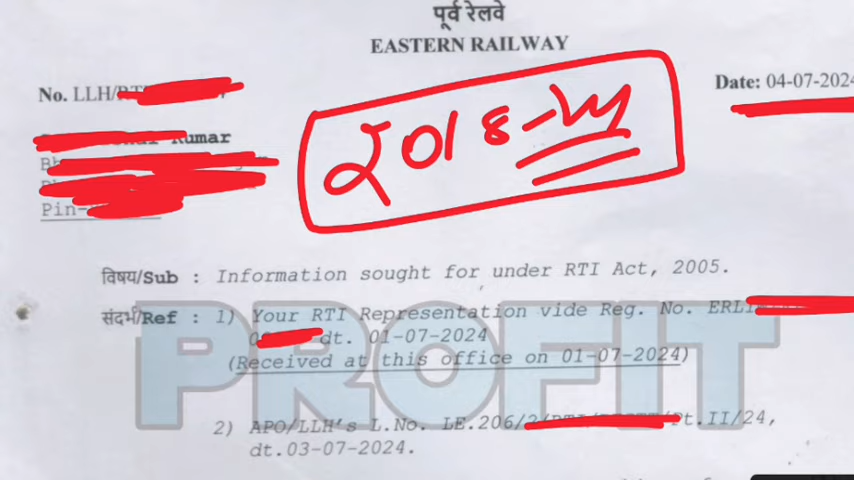 पूर्व रेलवे
EASTERN RAILWAY
No. LLH/
Date: 04-07-2024
Kumar
Pin-
विषय/Sub : Information sought for under RTI Act, 2005.
संदर्भ/Ref : 1) Your RTI Representation vide Reg. No. ERLI
dt. 01-07-2024
(Received at this office on 01-07-2024)
PROFIT
2) APO/LLH's L.No. LE.206/2/ Pt.II/24,
dt.03-07-2024.